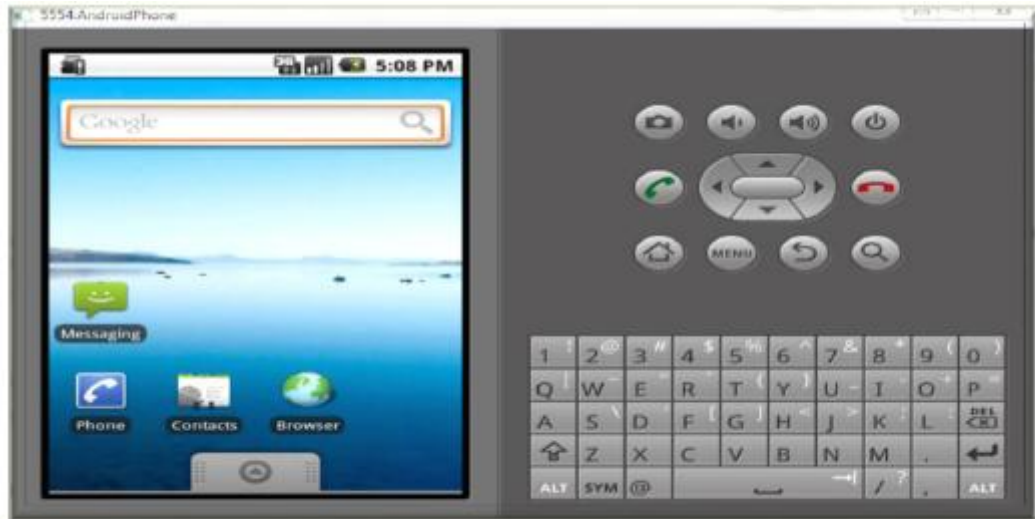 5554:AndroidPhone
5:08 PM
Google
Messaging
Phone Contacts Browser
MENU
1 ! 2 @ 3 # 4 $ 5 % 6 ^ 7 & 8 * 9 ( 0 )
Q W E R T Y U I O P
A S D F G H J K L DEL
Z X C V B N M .
ALT SYM @ / ? , ALT